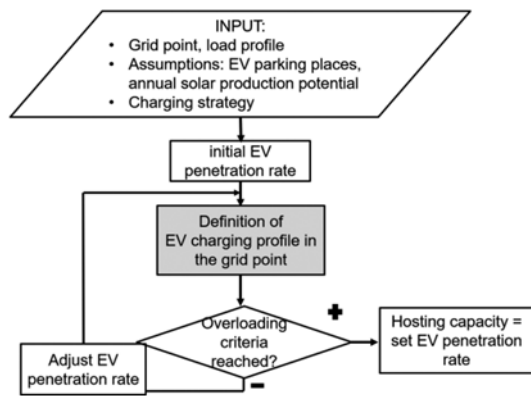 INPUT:
• Grid point, load profile
• Assumptions: EV parking places,
annual solar production potential
• Charging strategy
initial EV
penetration rate
Definition of
EV charging profile in
the grid point
Overloading
criteria
reached?
+
Hosting capacity =
set EV penetration
rate
Adjust EV
penetration rate
−